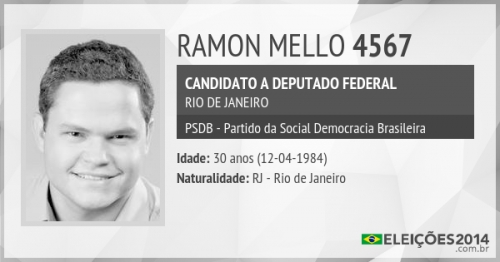 RAMON MELLO 4567
CANDIDATO A DEPUTADO FEDERAL
RIO DE JANEIRO
PSDB - Partido da Social Democracia Brasileira
Idade: 30 anos (12-04-1984)
Naturalidade: RJ - Rio de Janeiro
ELEIÇÕES2014
.com.br